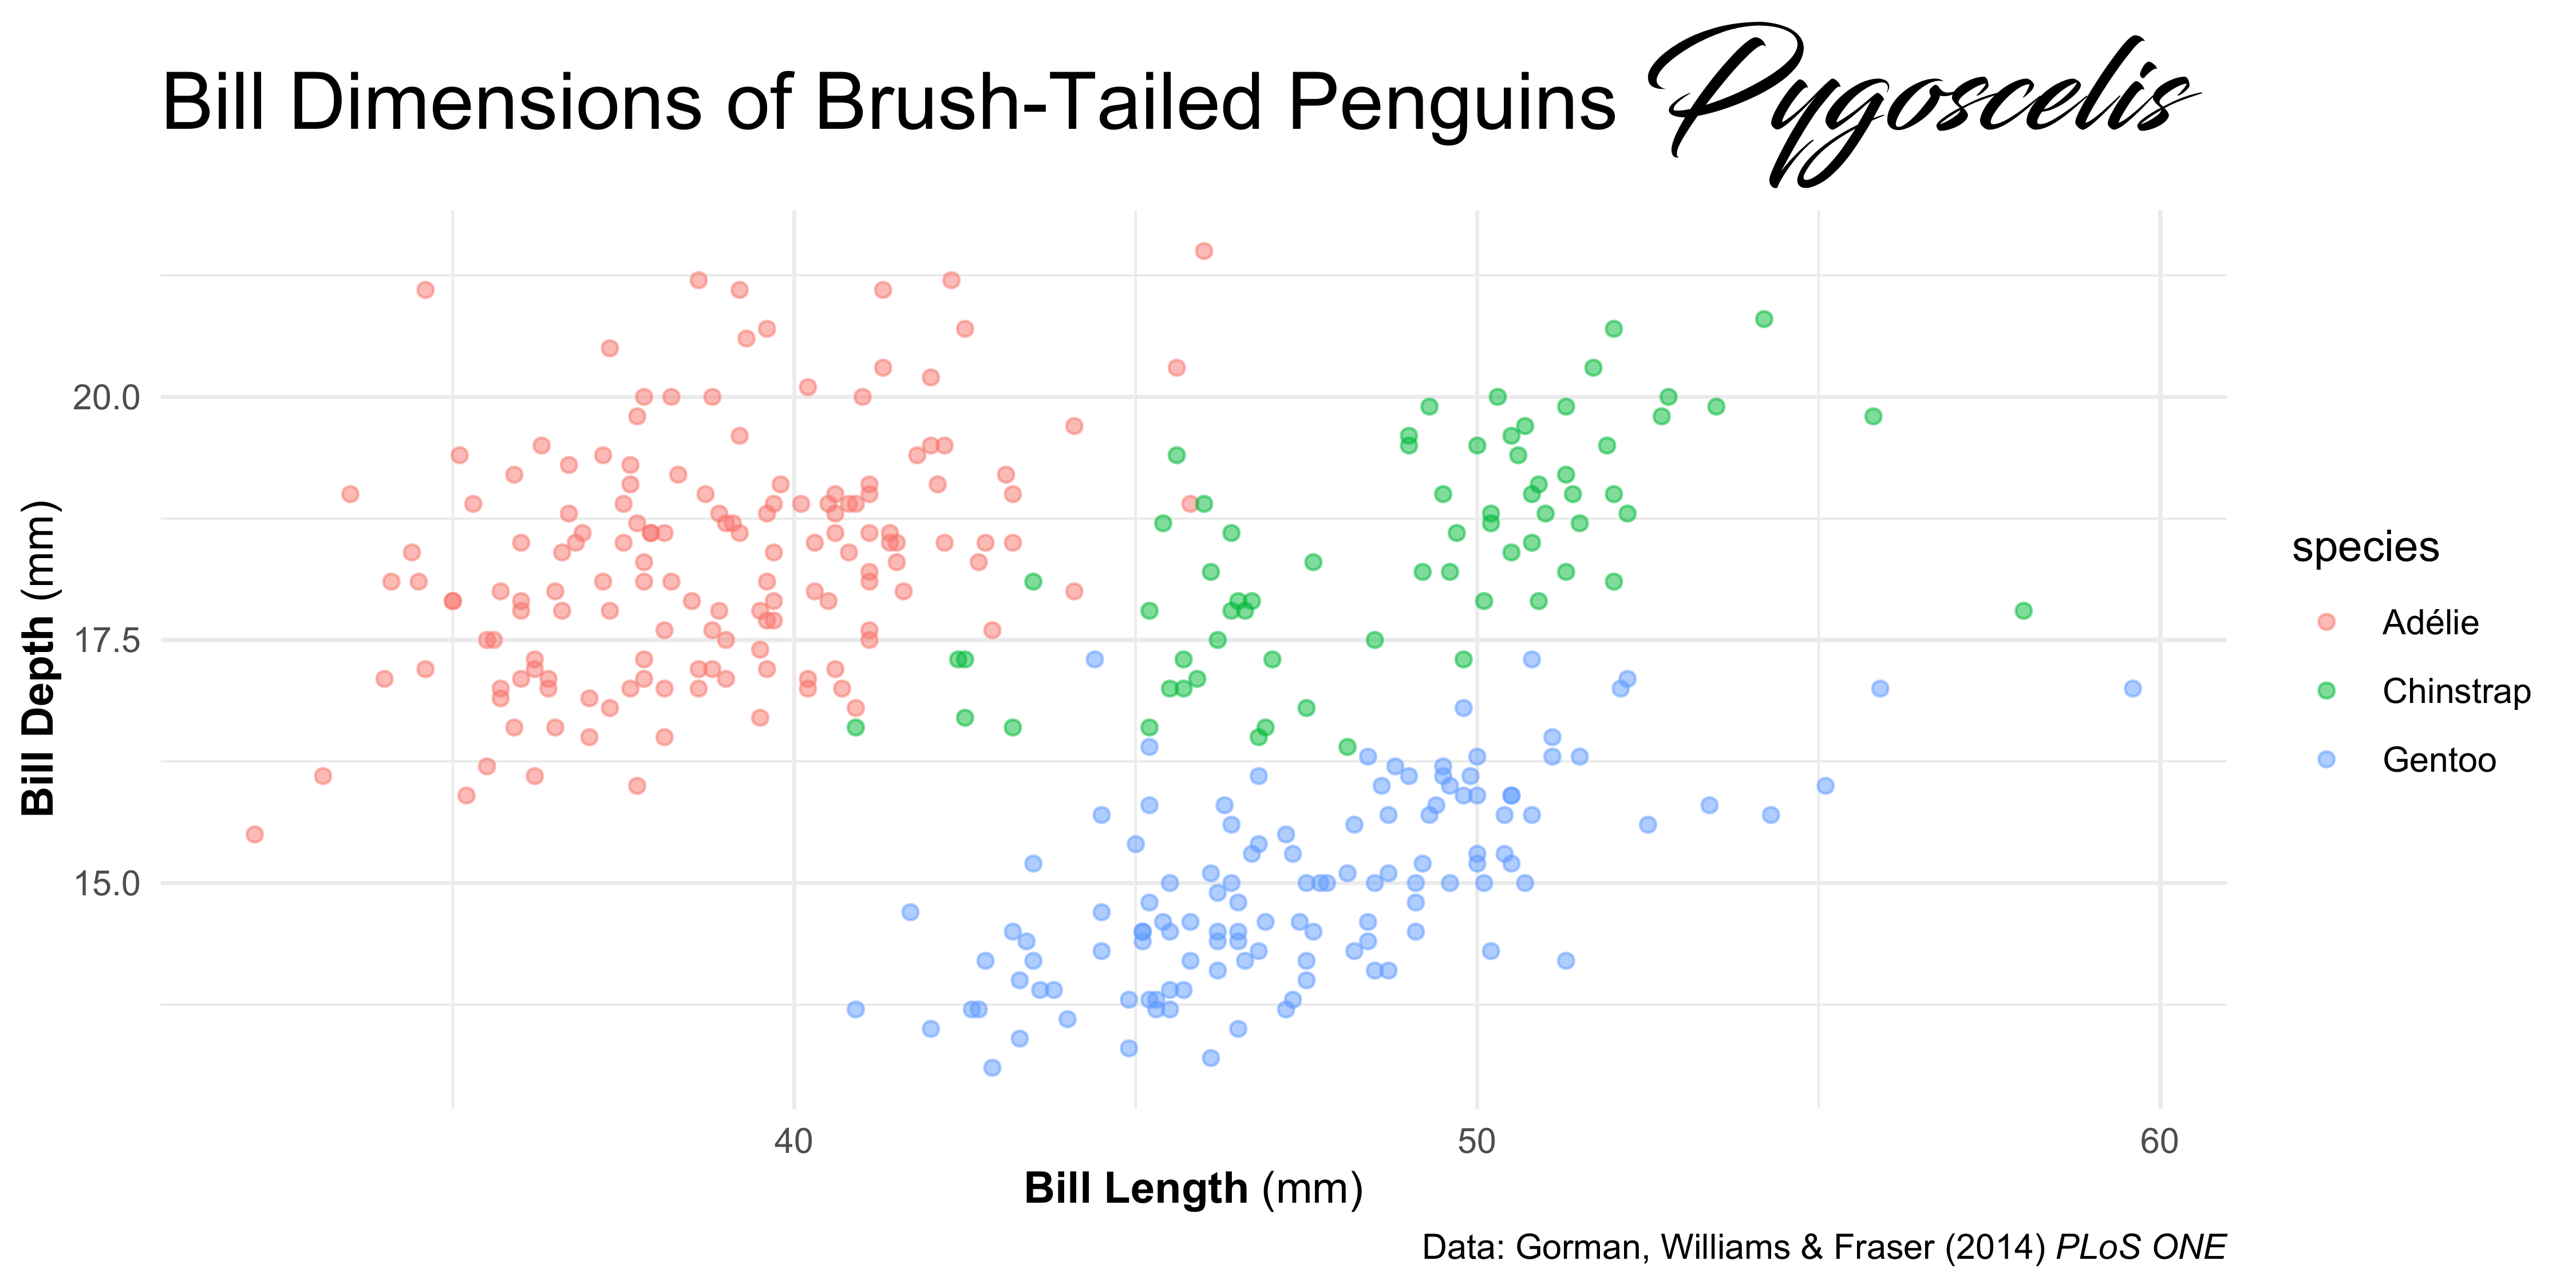 Bill Dimensions of Brush-Tailed Penguins Pygoscelis
Bill Depth (mm)
20.0
17.5
15.0
40
50
60
Bill Length (mm)
species
Adélie
Chinstrap
Gentoo
Data: Gorman, Williams & Fraser (2014) PLoS ONE